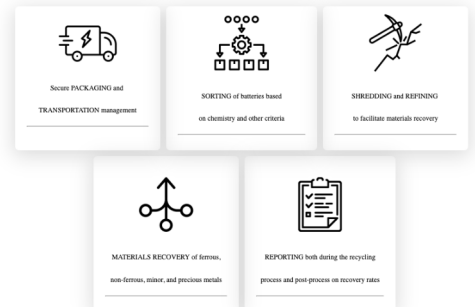 Secure PACKAGING and
TRANSPORTATION management
SORTING of batteries based
on chemistry and other criteria
SHREDDING and REFINING
to facilitate materials recovery
MATERIALS RECOVERY of ferrous,
non-ferrous, minor, and precious metals
REPORTING both during the recycling
process and post-process on recovery rates